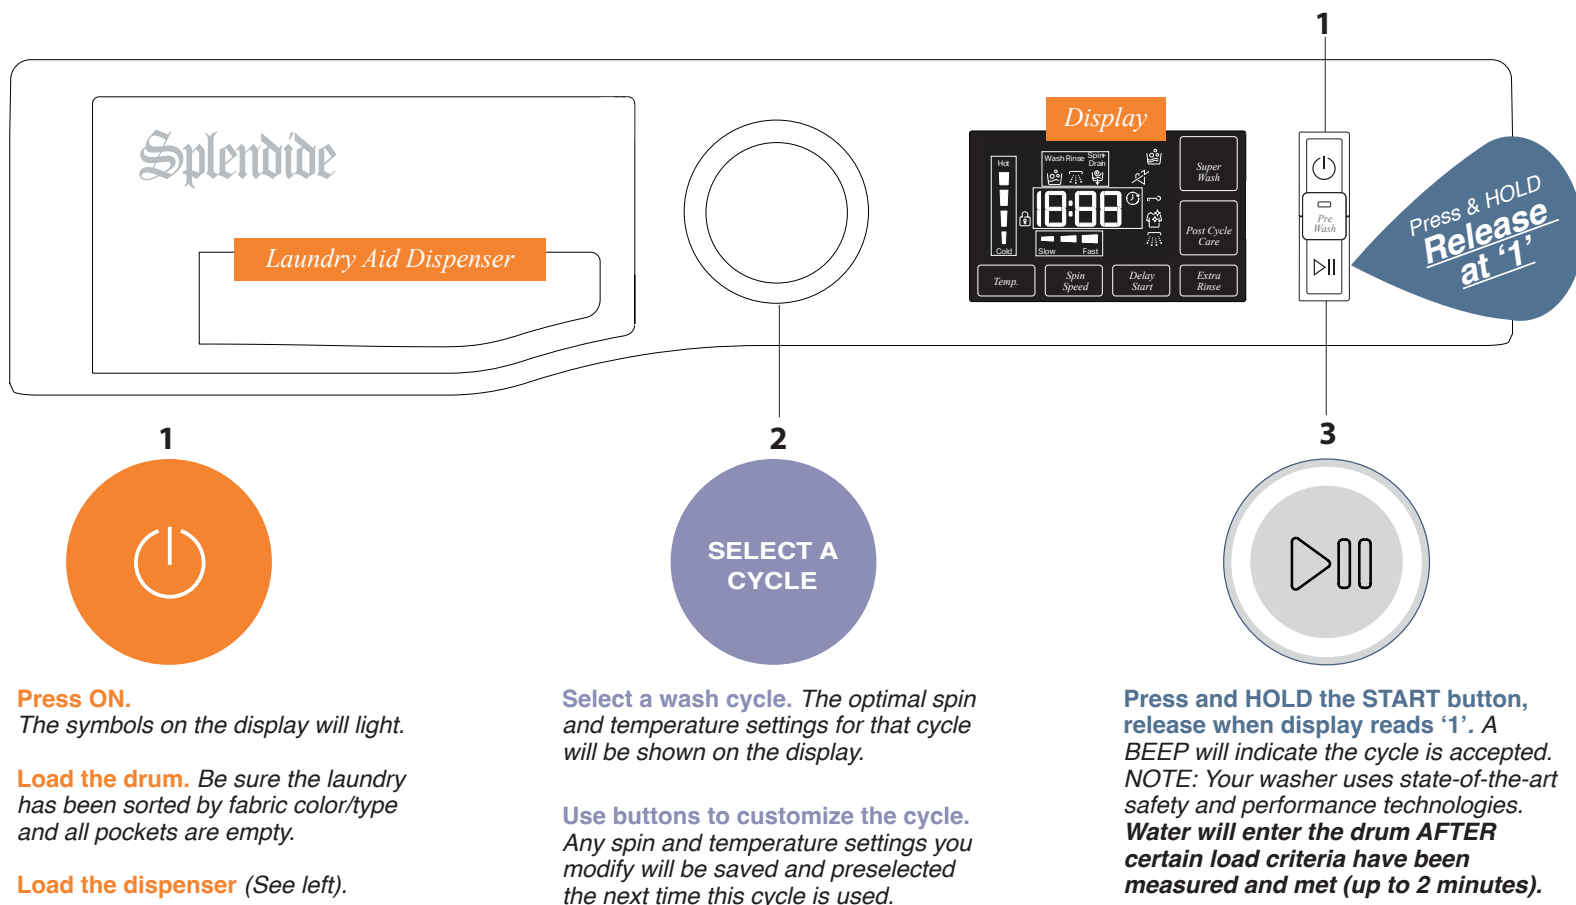 1
Splendide
Laundry Aid Dispenser
Display
Hot
Wash Rinse Spin+
Drain
18:88
Cold
Slow Fast
Super
Wash
Post Cycle
Care
Temp.
Spin
Speed
Delay
Start
Extra
Rinse
Pre
Wash
Press & HOLD
Release
at ‘1’
1
2
3
SELECT A
CYCLE
Press ON.
The symbols on the display will light.
Load the drum. Be sure the laundry
has been sorted by fabric color/type
and all pockets are empty.
Load the dispenser (See left).
Select a wash cycle. The optimal spin
and temperature settings for that cycle
will be shown on the display.
Use buttons to customize the cycle.
Any spin and temperature settings you
modify will be saved and preselected
the next time this cycle is used.
Press and HOLD the START button,
release when display reads ‘1’. A
BEEP will indicate the cycle is accepted.
NOTE: Your washer uses state-of-the-art
safety and performance technologies.
Water will enter the drum AFTER
certain load criteria have been
measured and met (up to 2 minutes).